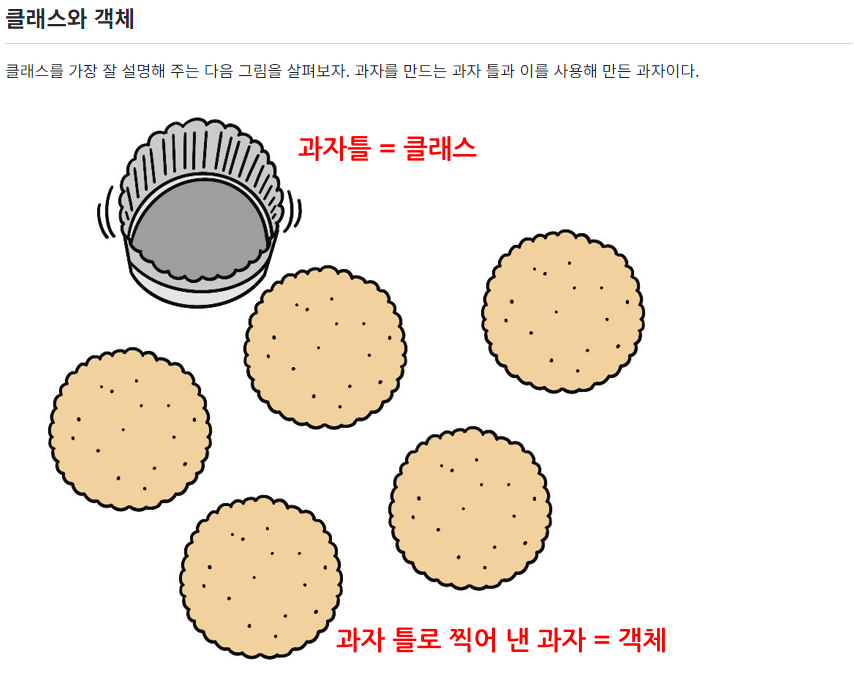 클래스와 객체
클래스를 가장 잘 설명해 주는 다음 그림을 살펴보자. 과자를 만드는 과자 틀과 이를 사용해 만든 과자이다.
과자틀 = 클래스
과자 틀로 찍어 낸 과자 = 객체